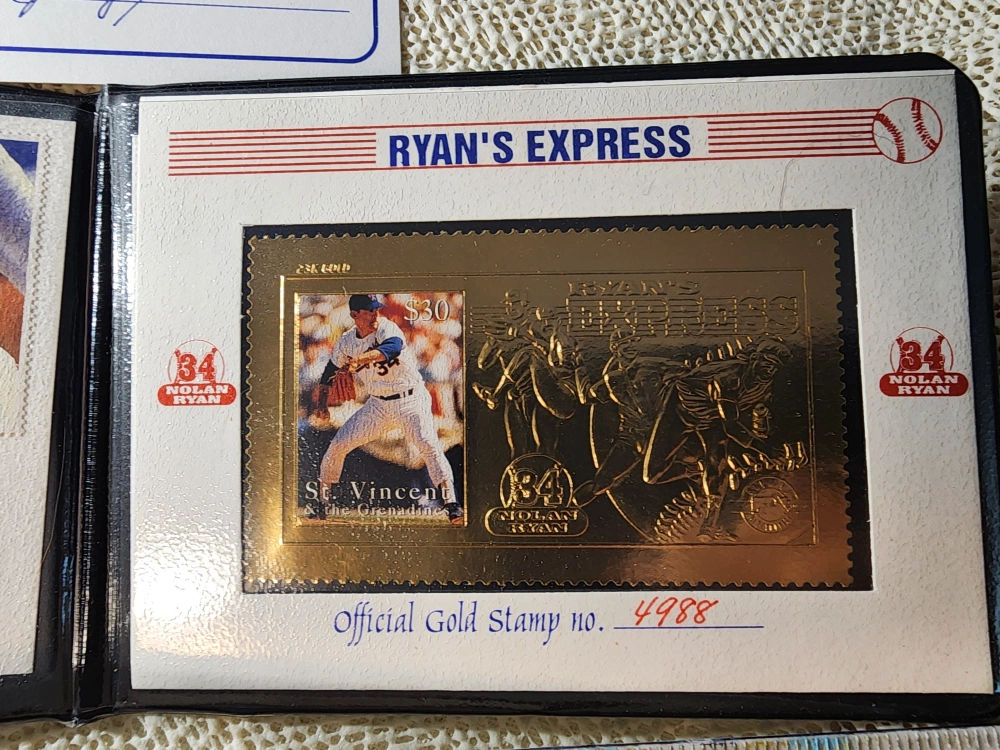 RYAN'S EXPRESS
23K GOLD
$30
RYAN'S
EXPRESS
34
St. Vincent
& the Grenadines
34
NOLAN
RYAN
34
NOLAN
RYAN
34
NOLAN
RYAN
Official Gold Stamp no. 4988